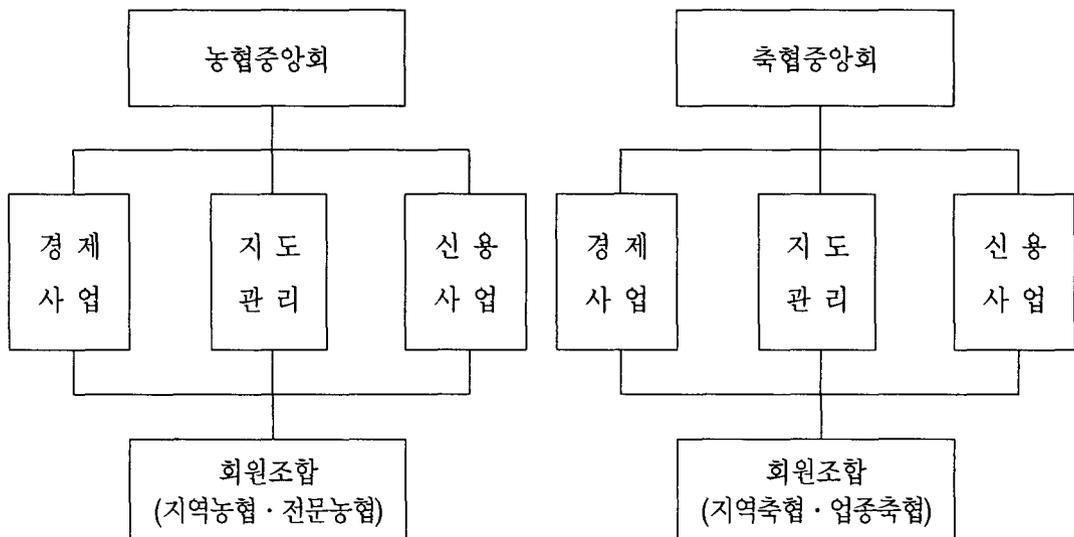 농협중앙회
축협중앙회
경 제
사 업
지 도
관 리
신 용
사 업
경 제
사 업
지 도
관 리
신 용
사 업
회원조합
(지역농협 · 전문농협)
회원조합
(지역축협 · 업종축협)